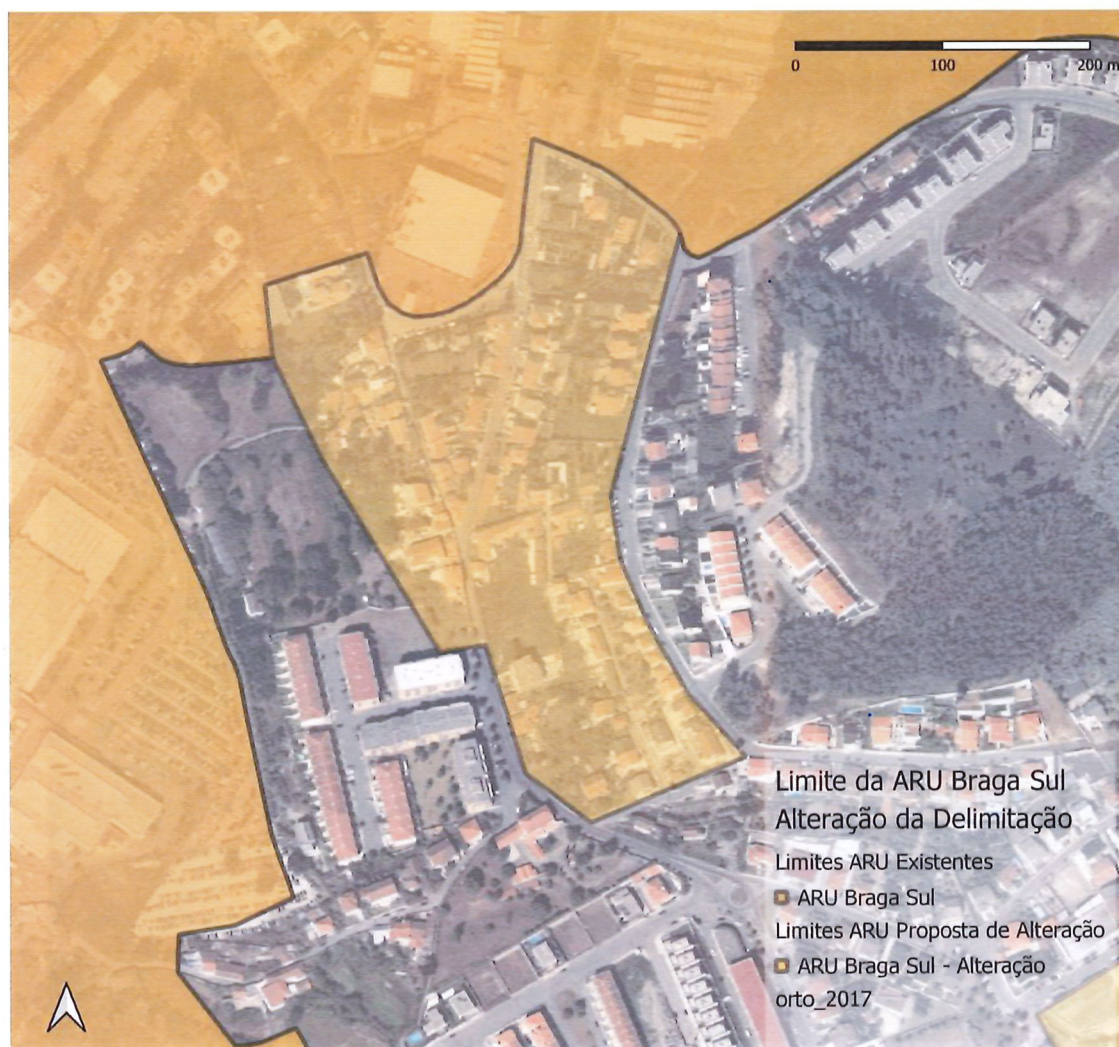 0 100 200 m
Limite da ARU Braga Sul
Alteração da Delimitação
Limites ARU Existentes
ARU Braga Sul
Limites ARU Proposta de Alteração
ARU Braga Sul - Alteração
orto_2017